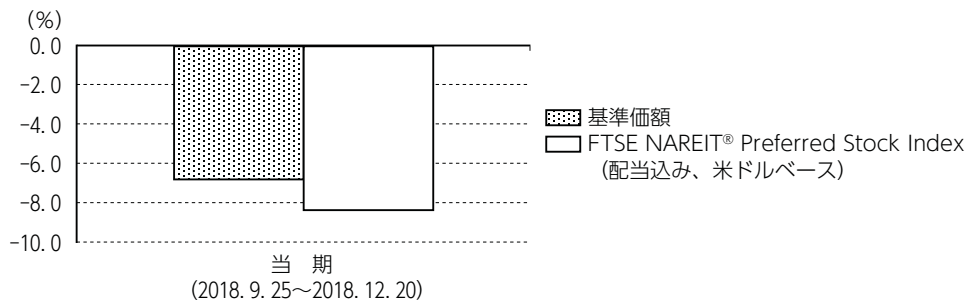 (%)
0.0
-2.0
-4.0
-6.0
-8.0
-10.0
基準価額
FTSE NAREIT® Preferred Stock Index
(配当込み、米ドルベース)
当 期
(2018.9.25～2018.12.20)